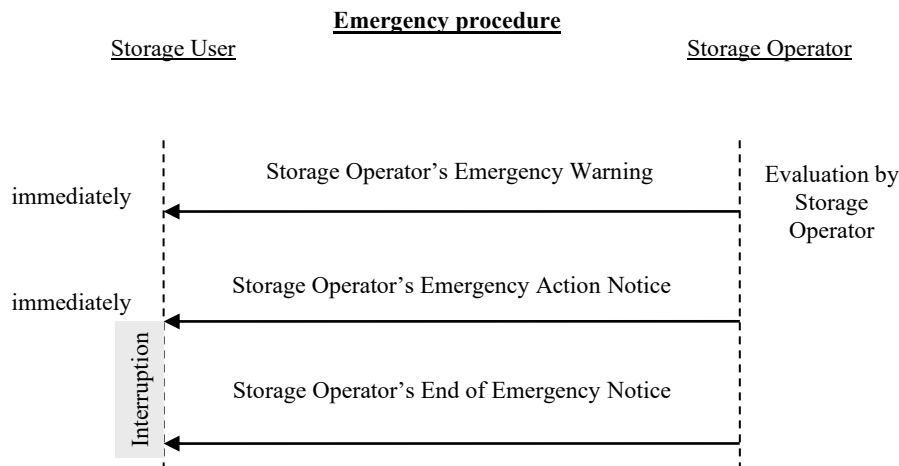 Emergency procedure
Storage User
Storage Operator
Storage Operator’s Emergency Warning
immediately
Evaluation by
Storage
Operator
Storage Operator’s Emergency Action Notice
immediately
Interruption
Storage Operator’s End of Emergency Notice